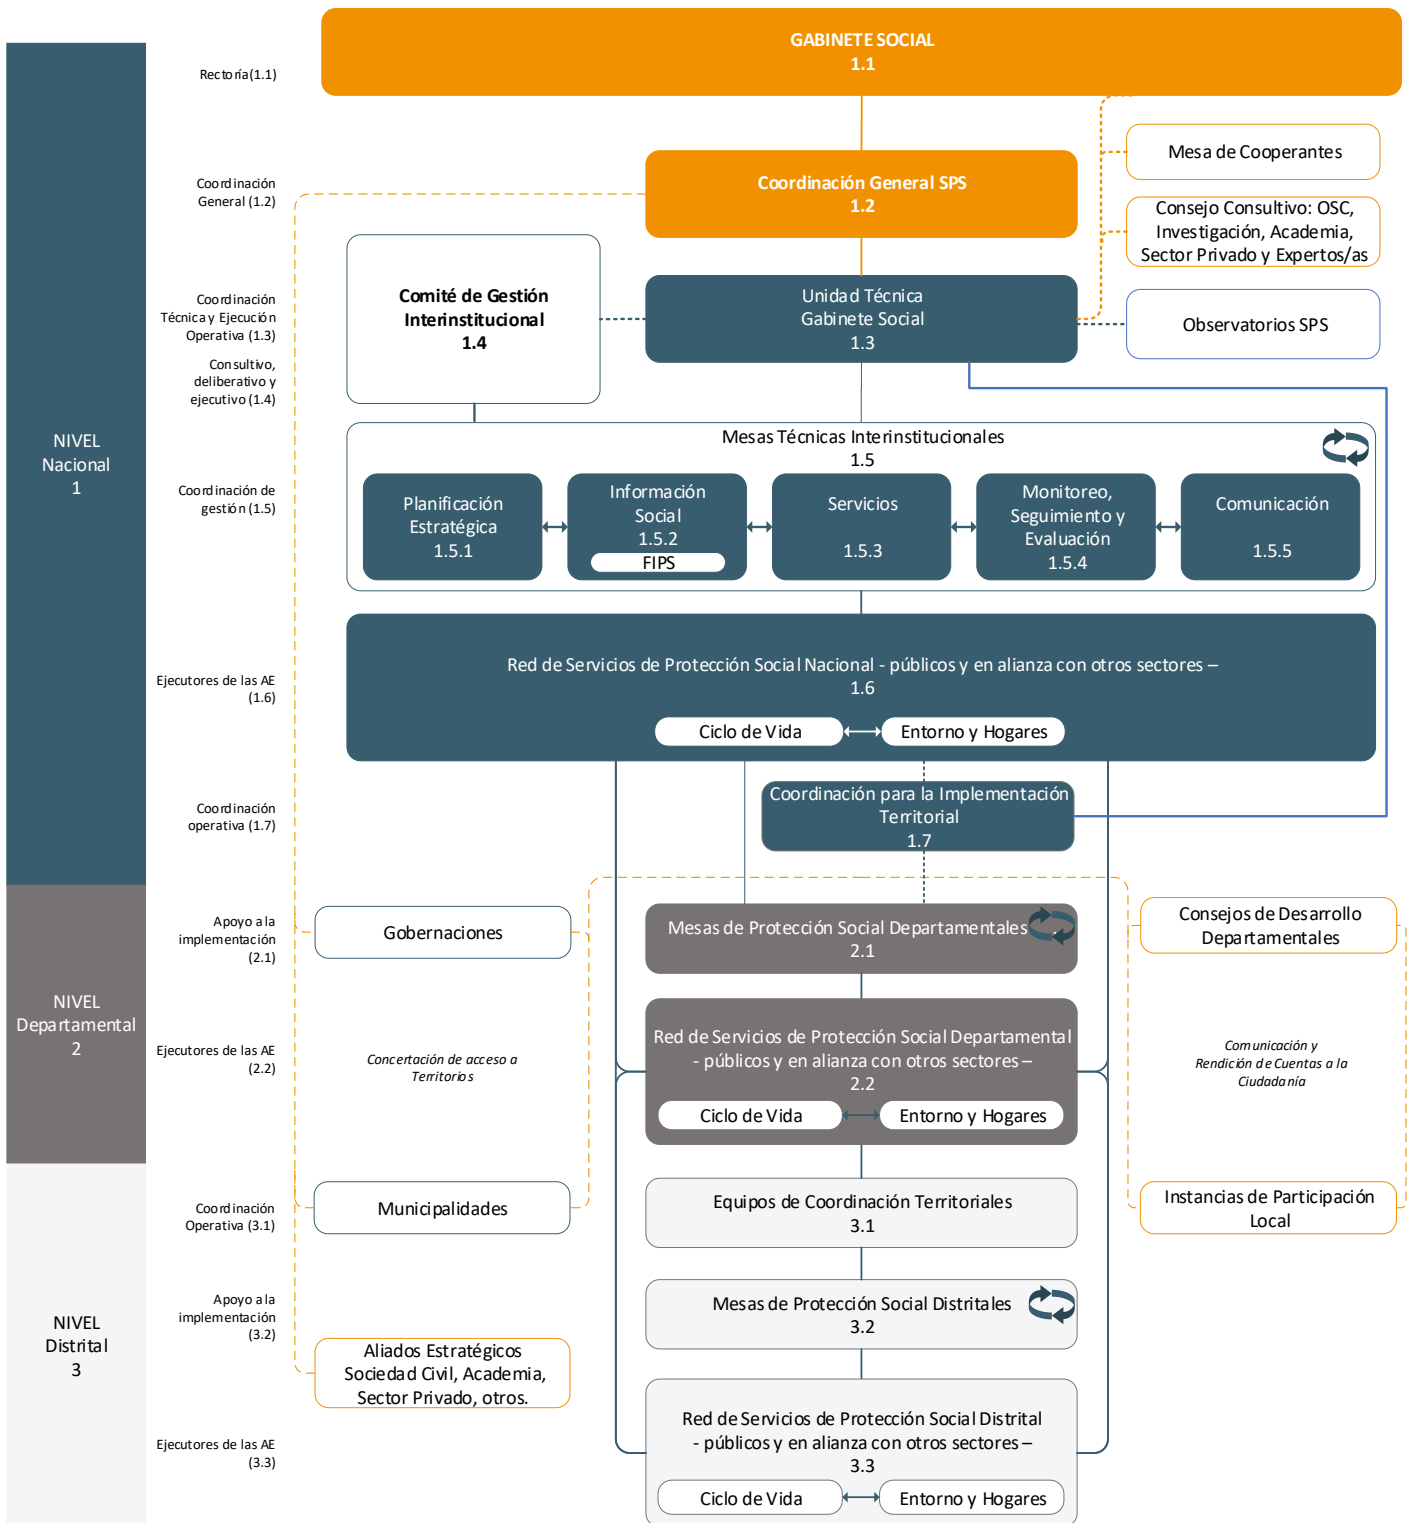 GABINETE SOCIAL
1.1
Rectoría(1.1)
Mesa de Cooperantes
Coordinación
General (1.2)
Coordinación General SPS
1.2
Consejo Consultivo: OSC,
Investigación, Academia,
Sector Privado y Expertos/as
Comité de Gestión
Interinstitucional
1.4
Unidad Técnica
Gabinete Social
1.3
Observatorios SPS
Coordinación
Técnica y Ejecución
Operativa (1.3)
Consultivo,
deliberativo y
ejecutivo (1.4)
NIVEL
Nacional
1
Mesas Técnicas Interinstitucionales
1.5
Coordinación de
gestión (1.5)
Planificación
Estratégica
1.5.1
Información
Social
1.5.2
FIPS
Servicios
1.5.3
Monitoreo,
Seguimiento y
Evaluación
1.5.4
Comunicación
1.5.5
Ejecutores de las AE
(1.6)
Red de Servicios de Protección Social Nacional - públicos y en alianza con otros sectores –
1.6
Ciclo de Vida
Entorno y Hogares
Coordinación
operativa (1.7)
Coordinación para la Implementación
Territorial
1.7
NIVEL
Departamental
2
Apoyo a la
implementación
(2.1)
Gobernaciones
Mesas de Protección Social Departamentales .
2.1
Consejos de Desarrollo
Departamentales
Ejecutores de las AE
(2.2)
Concertación de acceso a
Territorios
Red de Servicios de Protección Social Departamental
- públicos y en alianza con otros sectores –
2.2
Ciclo de Vida
Entorno y Hogares
Comunicación y
Rendición de Cuentas a la
Ciudadanía
NIVEL
Distrital
3
Coordinación
Operativa (3.1)
Municipalidades
Equipos de Coordinación Territoriales
3.1
Instancias de Participación
Local
Apoyo a la
implementación
(3.2)
Mesas de Protección Social Distritales
3.2
Aliados Estratégicos
Sociedad Civil, Academia,
Sector Privado, otros.
Ejecutores de las AE
(3.3)
Red de Servicios de Protección Social Distrital
- públicos y en alianza con otros sectores –
3.3
Ciclo de Vida
Entorno y Hogares